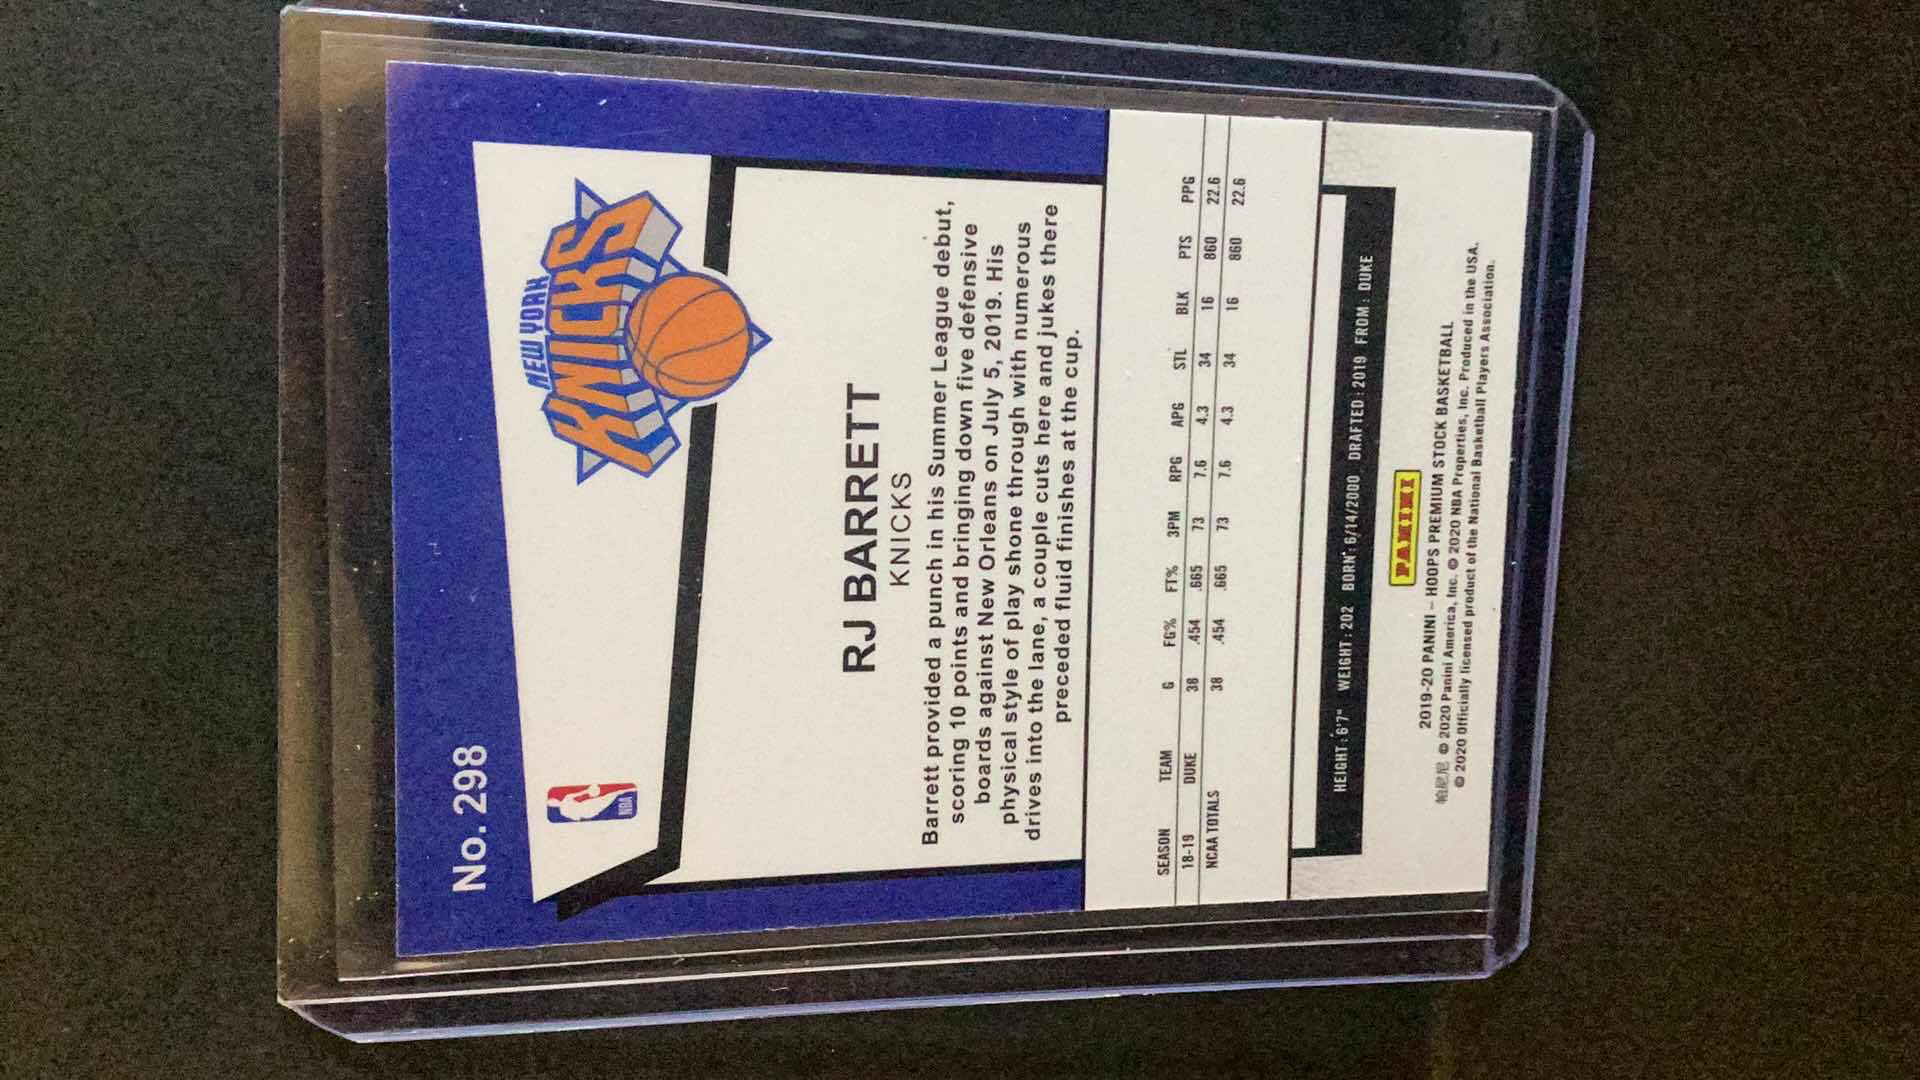 No. 298
NBA
NEW YORK
KNICKS
RJ BARRETT
KNICKS
Barrett provided a punch in his Summer League debut,
scoring 10 points and bringing down five defensive
boards against New Orleans on July 5, 2019. His
physical style of play shone through with numerous
drives into the lane, a couple cuts here and jukes there
preceded fluid finishes at the cup.
SEASON TEAM G FG% FT% 3PM RPG APG STL BLK PTS PPG
18-19 DUKE 38 .454 .665 73 7.6 4.3 34 16 860 22.6
NCAA TOTALS 38 .454 .665 73 7.6 4.3 34 16 860 22.6
HEIGHT: 6'7" WEIGHT: 202 BORN: 6/14/2000 DRAFTED: 2019 FROM: DUKE
PANINI
2019-20 PANINI – HOOPS PREMIUM STOCK BASKETBALL
帕尼尼 © 2020 Panini America, Inc. © 2020 NBA Properties, Inc. Produced in the USA.
© 2020 Officially licensed product of the National Basketball Players Association.